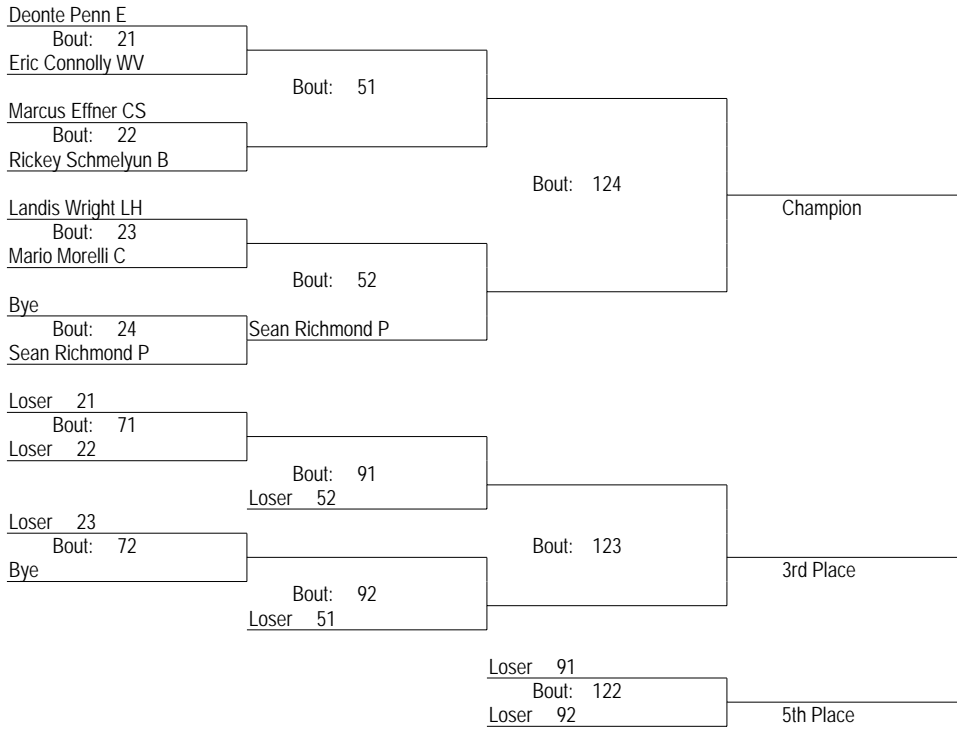 Deonte Penn E
Bout: 21
Eric Connolly WV
Bout: 51
Marcus Effner CS
Bout: 22
Rickey Schmelyun B
Bout: 124
Landis Wright LH
Champion
Bout: 23
Mario Morelli C
Bout: 52
Bye
Bout: 24
Sean Richmond P
Sean Richmond P
Loser 21
Bout: 71
Loser 22
Bout: 91
Loser 52
Loser 23
Bout: 72
Bout: 123
Bye
3rd Place
Bout: 92
Loser 51
Loser 91
Bout: 122
Loser 92
5th Place